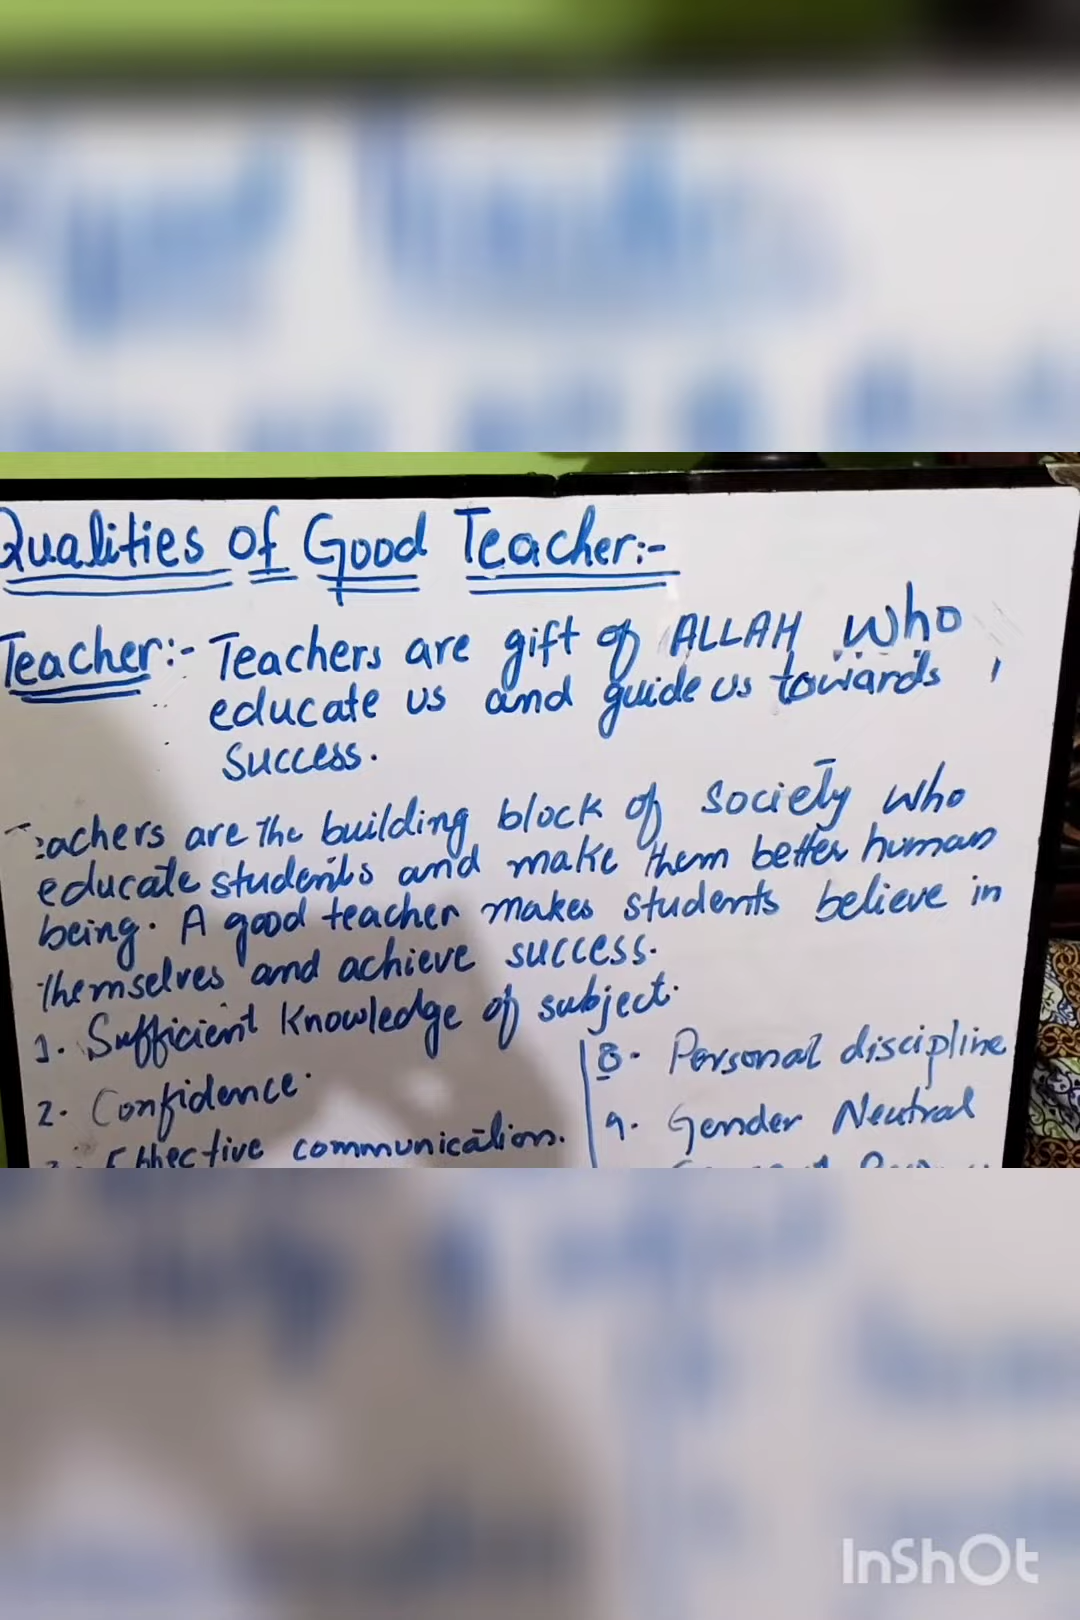 Qualities of Good Teacher:-
Teacher:- Teachers are gift of ALLAH who
educate us and guide us towards
success.
Teachers are the building block of society who
educate students and make them better human
being. A good teacher makes students believe in
themselves and achieve success.
1. Sufficient Knowledge of subject.
2. Confidence.
3. Effective communication.
8. Personal discipline
9. Gender Neutral
InShOt